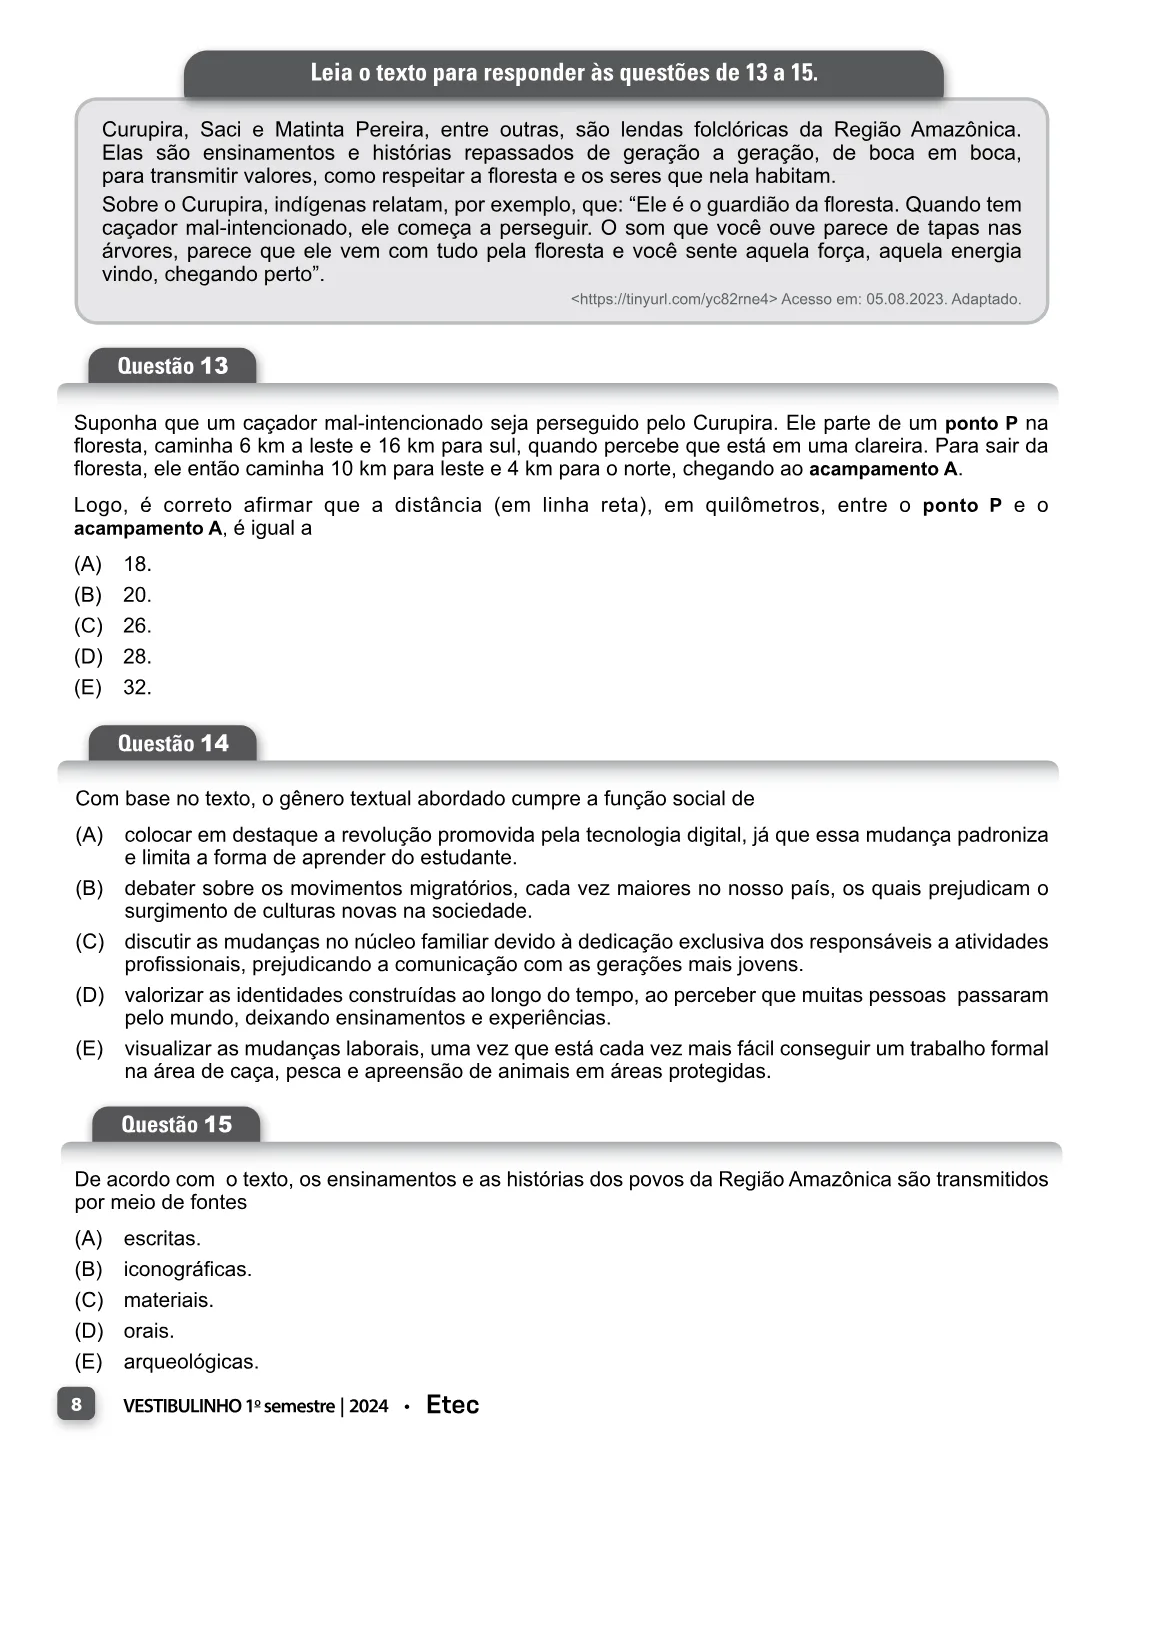 Leia o texto para responder às questões de 13 a 15.
Curupira, Saci e Matinta Pereira, entre outras, são lendas folclóricas da Região Amazônica.
Elas são ensinamentos e histórias repassados de geração a geração, de boca em boca,
para transmitir valores, como respeitar a floresta e os seres que nela habitam.
Sobre o Curupira, indígenas relatam, por exemplo, que: “Ele é o guardião da floresta. Quando tem
caçador mal-intencionado, ele começa a perseguir. O som que você ouve parece de tapas nas
árvores, parece que ele vem com tudo pela floresta e você sente aquela força, aquela energia
vindo, chegando perto”.
<https://tinyurl.com/yc82rne4> Acesso em: 05.08.2023. Adaptado.
Questão 13
Suponha que um caçador mal-intencionado seja perseguido pelo Curupira. Ele parte de um ponto P na
floresta, caminha 6 km a leste e 16 km para sul, quando percebe que está em uma clareira. Para sair da
floresta, ele então caminha 10 km para leste e 4 km para o norte, chegando ao acampamento A.
Logo, é correto afirmar que a distância (em linha reta), em quilômetros, entre o ponto P e o
acampamento A, é igual a
(A) 18.
(B) 20.
(C) 26.
(D) 28.
(E) 32.
Questão 14
Com base no texto, o gênero textual abordado cumpre a função social de
(A) colocar em destaque a revolução promovida pela tecnologia digital, já que essa mudança padroniza
e limita a forma de aprender do estudante.
(B) debater sobre os movimentos migratórios, cada vez maiores no nosso país, os quais prejudicam o
surgimento de culturas novas na sociedade.
(C) discutir as mudanças no núcleo familiar devido à dedicação exclusiva dos responsáveis a atividades
profissionais, prejudicando a comunicação com as gerações mais jovens.
(D) valorizar as identidades construídas ao longo do tempo, ao perceber que muitas pessoas passaram
pelo mundo, deixando ensinamentos e experiências.
(E) visualizar as mudanças laborais, uma vez que está cada vez mais fácil conseguir um trabalho formal
na área de caça, pesca e apreensão de animais em áreas protegidas.
Questão 15
De acordo com o texto, os ensinamentos e as histórias dos povos da Região Amazônica são transmitidos
por meio de fontes
(A) escritas.
(B) iconográficas.
(C) materiais.
(D) orais.
(E) arqueológicas.
8 VESTIBULINHO 1º semestre | 2024 • Etec